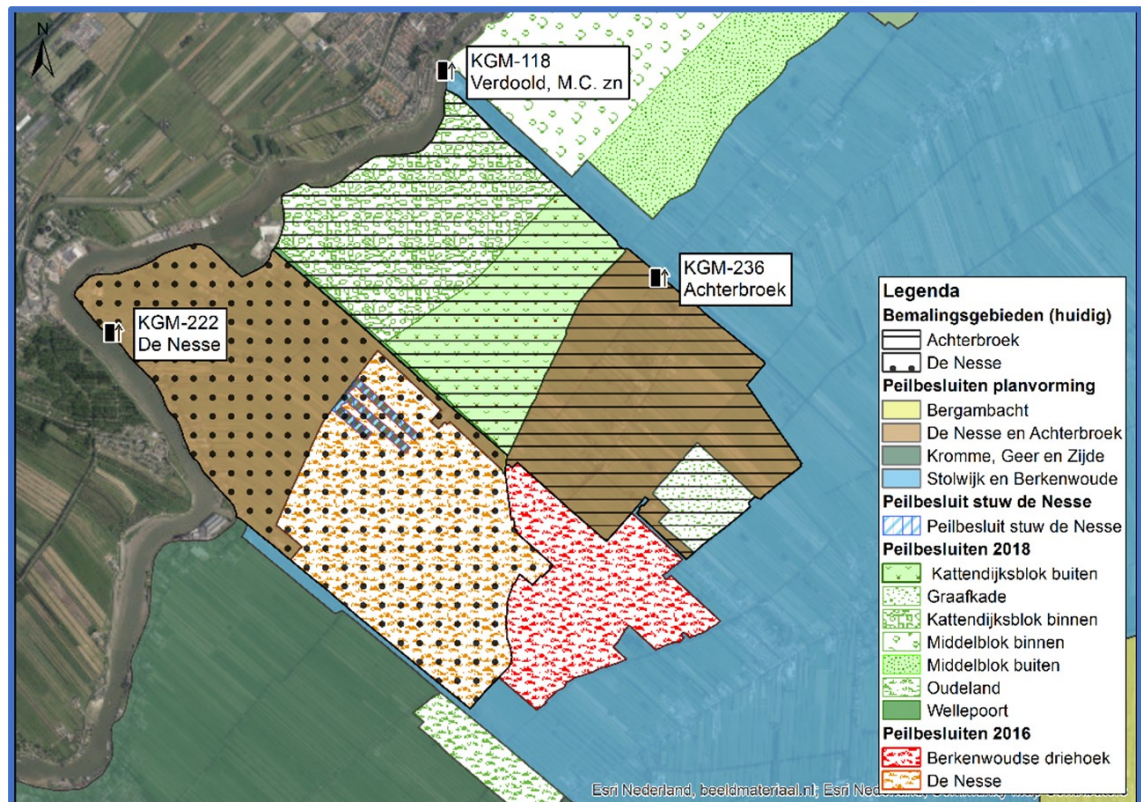 N
KGM-118
Verdoold, M.C. zn
KGM-236
Achterbroek
KGM-222
De Nesse
Legenda
Bemalingsgebieden (huidig)
Achterbroek
De Nesse
Peilbesluiten planvorming
Bergambacht
De Nesse en Achterbroek
Kromme, Geer en Zijde
Stolwijk en Berkenwoude
Peilbesluit stuw de Nesse
Peilbesluit stuw de Nesse
Peilbesluiten 2018
Kattendijksblok buiten
Graafkade
Kattendijksblok binnen
Middelblok binnen
Middelblok buiten
Oudeland
Wellepoort
Peilbesluiten 2016
Berkenwoudse driehoek
De Nesse
Esri Nederland, beeldmateriaal.nl; Esri